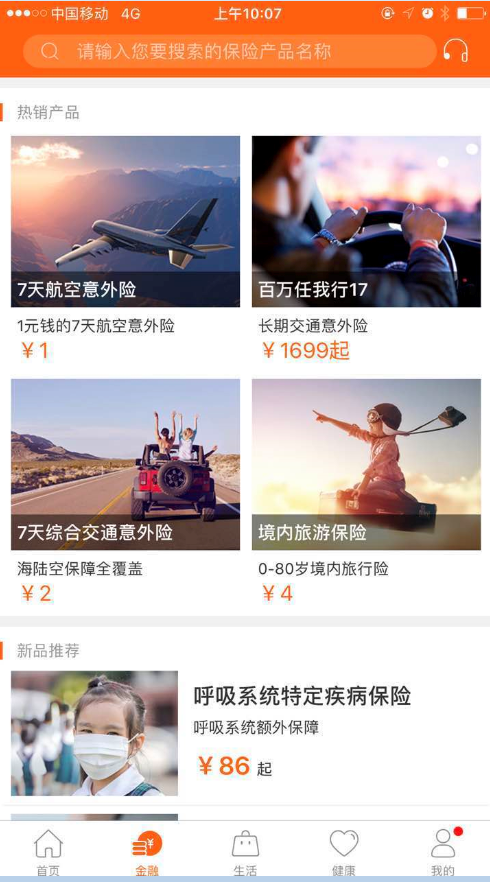 中国移动 4G 上午10:07
请输入您要搜索的保险产品名称
热销产品
7天航空意外险
百万任我行17
1元钱的7天航空意外险
长期交通意外险
￥1
￥1699起
7天综合交通意外险
境内旅游保险
海陆空保障全覆盖
0-80岁境内旅行险
￥2
￥4
新品推荐
呼吸系统特定疾病保险
呼吸系统额外保障
￥86 起
首页 金融 生活 健康 我的